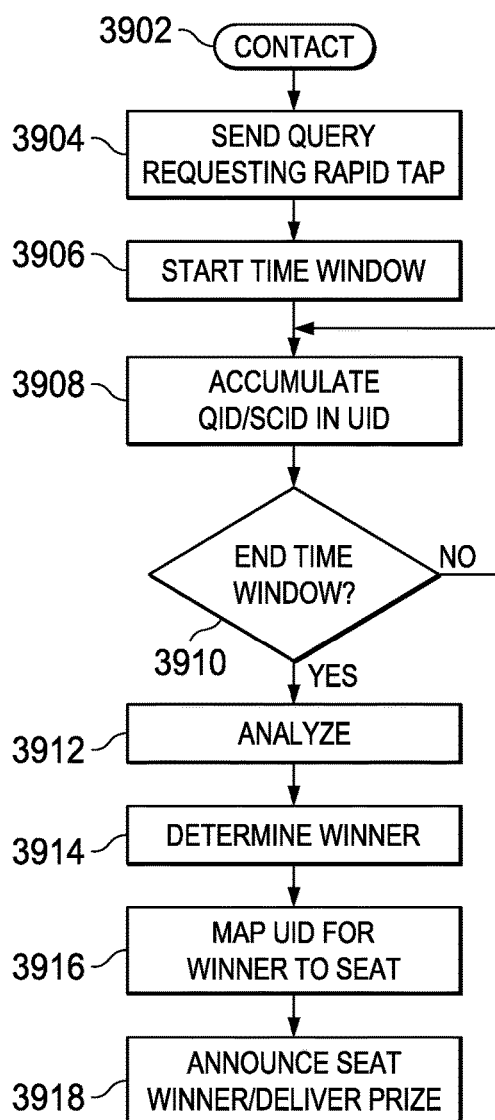 3902
CONTACT
3904
SEND QUERY
REQUESTING RAPID TAP
3906
START TIME WINDOW
3908
ACCUMULATE
QID/SCID IN UID
END TIME
WINDOW?
NO
3910
YES
3912
ANALYZE
3914
DETERMINE WINNER
3916
MAP UID FOR
WINNER TO SEAT
3918
ANNOUNCE SEAT
WINNER/DELIVER PRIZE